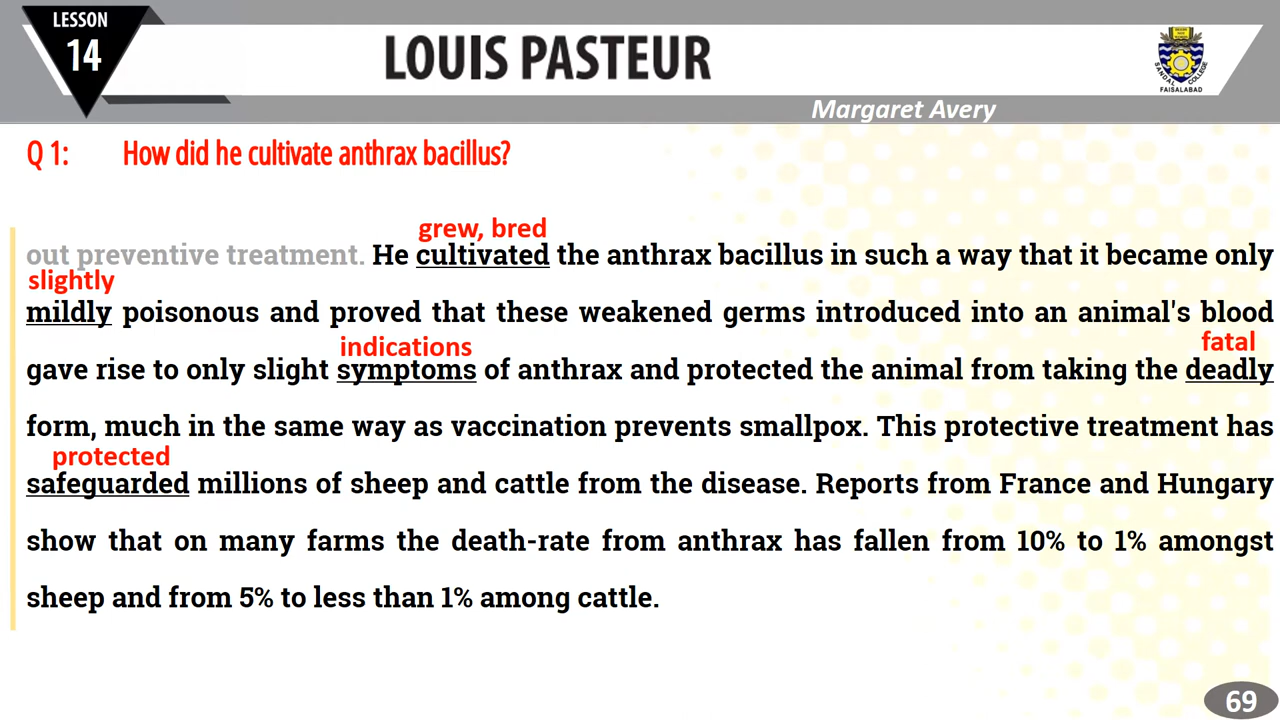 LESSON
14
LOUIS PASTEUR
SANDAL COLLEGE
FAISALABAD
Margaret Avery
Q 1: How did he cultivate anthrax bacillus?
grew, bred
out preventive treatment. He cultivated the anthrax bacillus in such a way that it became only
slightly
mildly poisonous and proved that these weakened germs introduced into an animal's blood
indications fatal
gave rise to only slight symptoms of anthrax and protected the animal from taking the deadly
form, much in the same way as vaccination prevents smallpox. This protective treatment has
protected
safeguarded millions of sheep and cattle from the disease. Reports from France and Hungary
show that on many farms the death-rate from anthrax has fallen from 10% to 1% amongst
sheep and from 5% to less than 1% among cattle.
69